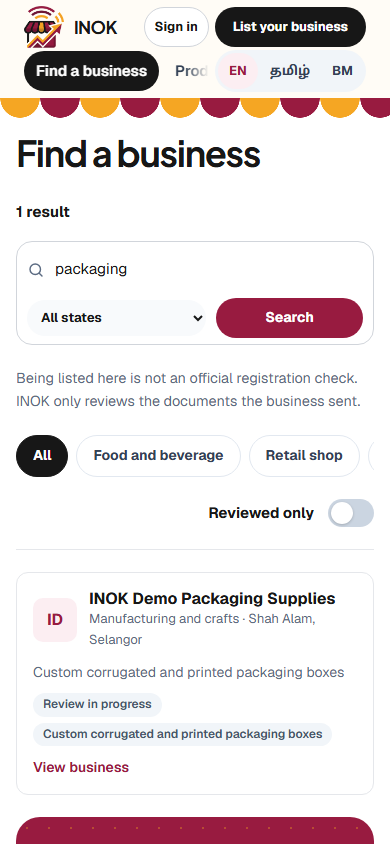 INOK
Sign in
List your business
Find a business
Prod
EN
தமிழ்
BM
Find a business
1 result
packaging
All states
Search
Being listed here is not an official registration check.
INOK only reviews the documents the business sent.
All
Food and beverage
Retail shop
Reviewed only
ID
INOK Demo Packaging Supplies
Manufacturing and crafts · Shah Alam,
Selangor
Custom corrugated and printed packaging boxes
Review in progress
Custom corrugated and printed packaging boxes
View business